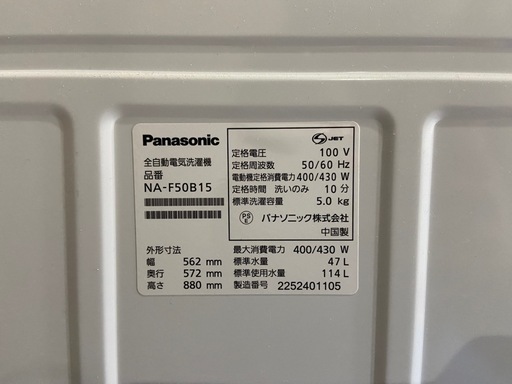 Panasonic
全自動電気洗濯機
品番
NA-F50B15
外形寸法
幅 562 mm
奥行 572 mm
高さ 880 mm
S JET
定格電圧 100 V
定格周波数 50/60 Hz
電動機定格消費電力 400/430 W
定格時間 洗いのみ 10 分
標準洗濯容量 5.0 kg
PS E パナソニック株式会社
中国製
最大消費電力 400/430 W
標準水量 47 L
標準使用水量 114 L
製造番号 2252401105